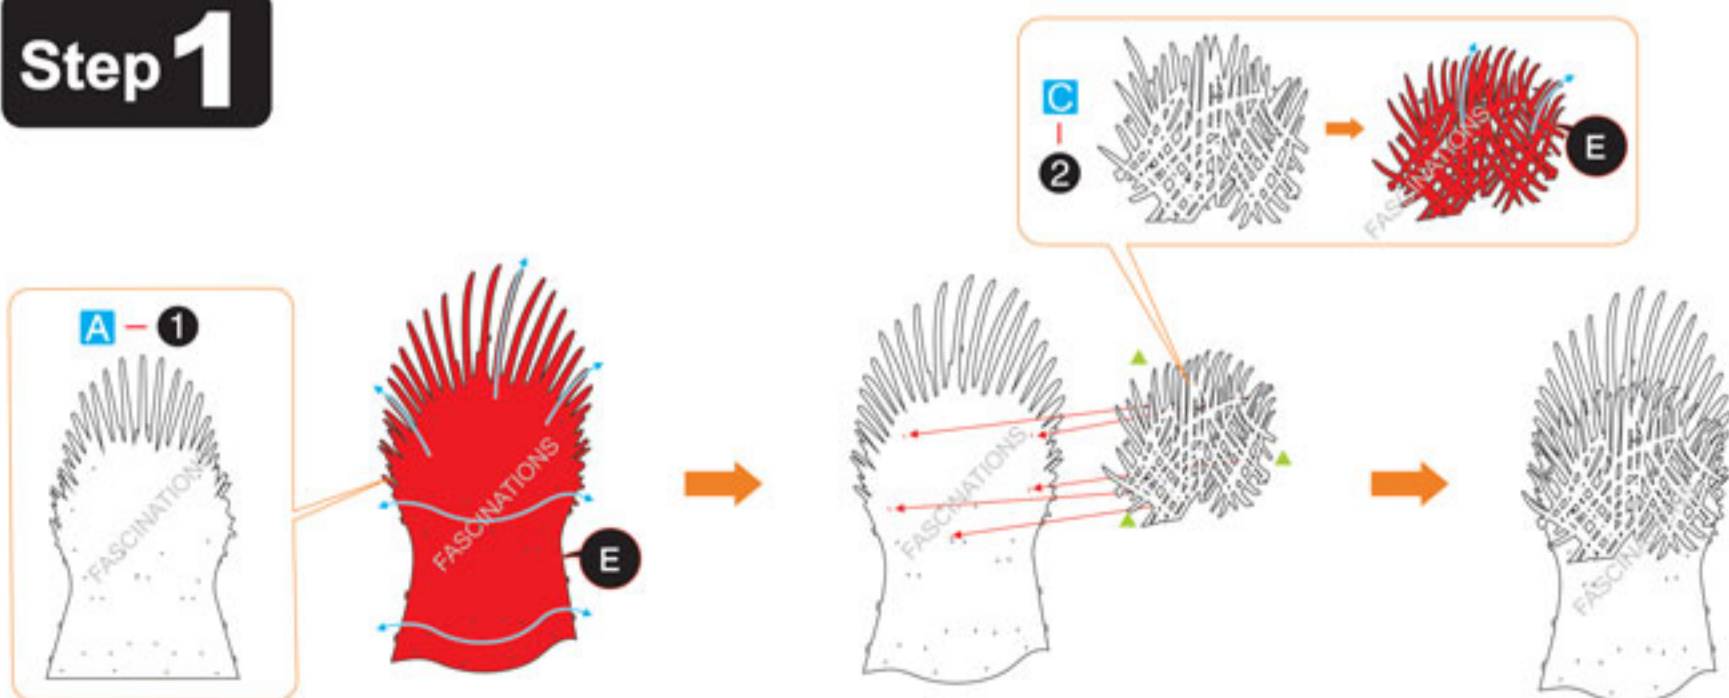 Step 1
C
2
E
A - 1
FASCINATIONS
FASCINATIONS
E
FASCINATIONS
FASCINATIONS